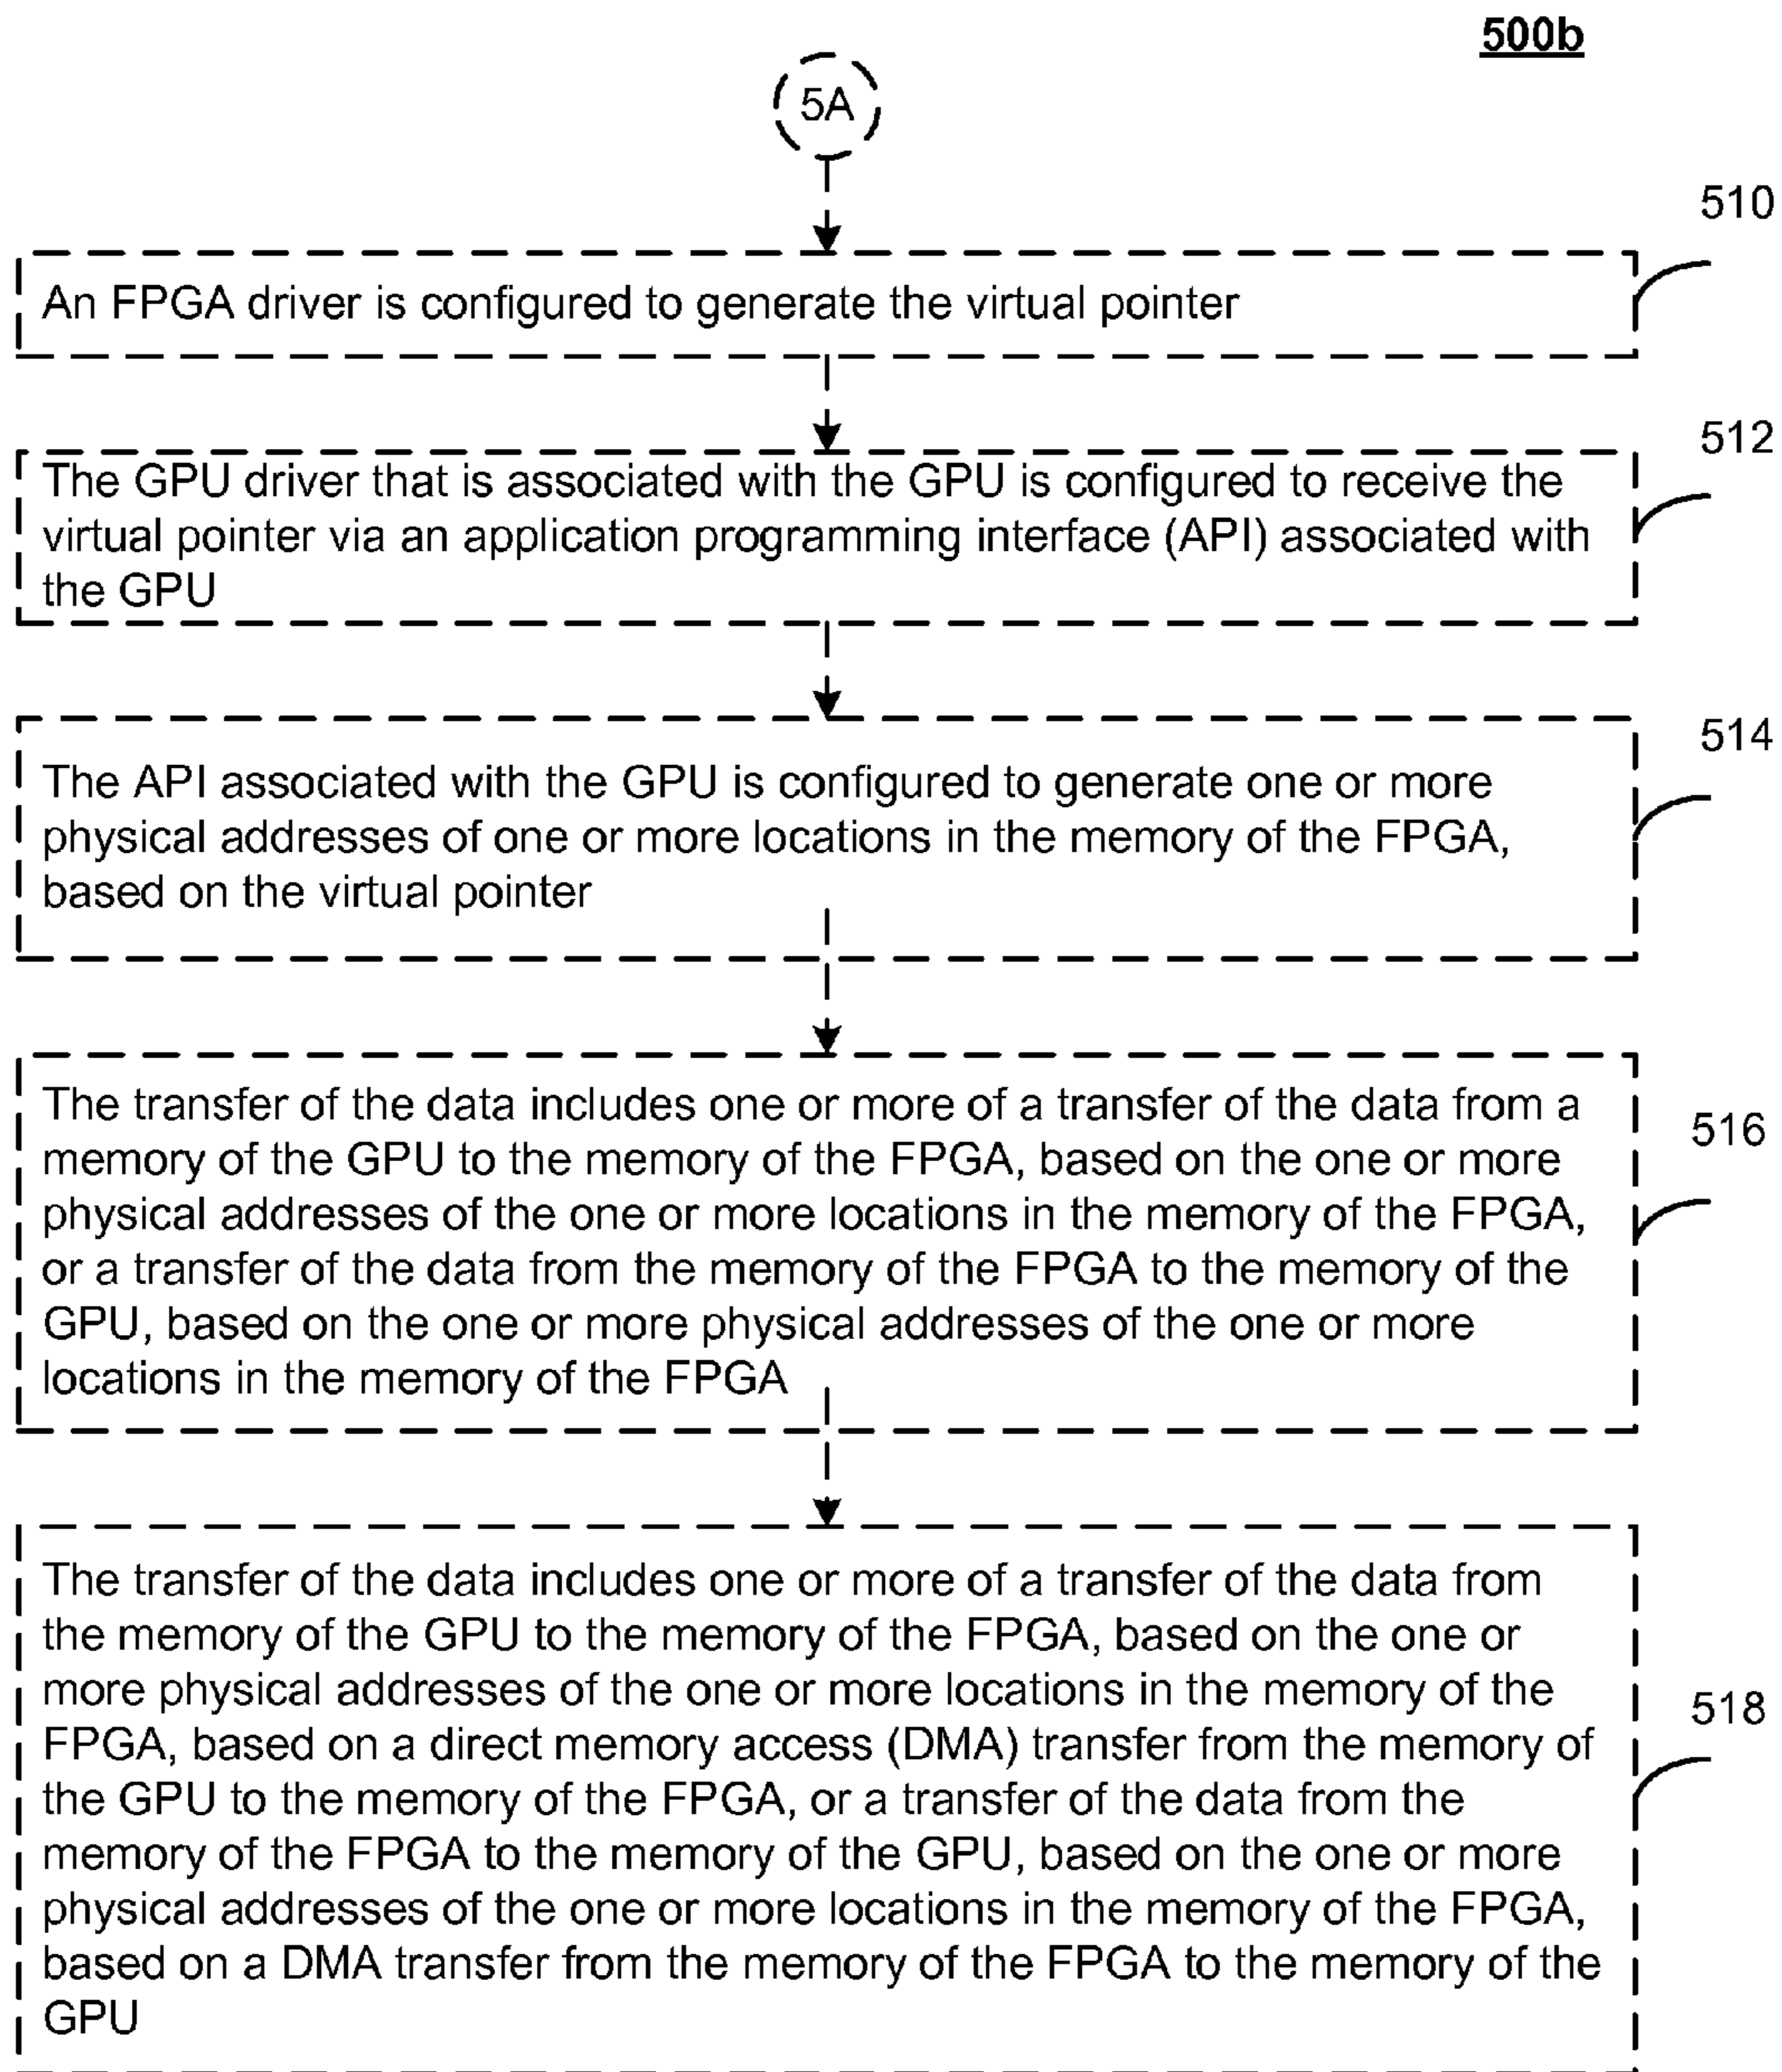 500b
5A
510
An FPGA driver is configured to generate the virtual pointer
512
The GPU driver that is associated with the GPU is configured to receive the
virtual pointer via an application programming interface (API) associated with
the GPU
514
The API associated with the GPU is configured to generate one or more
physical addresses of one or more locations in the memory of the FPGA,
based on the virtual pointer
The transfer of the data includes one or more of a transfer of the data from a
memory of the GPU to the memory of the FPGA, based on the one or more
physical addresses of the one or more locations in the memory of the FPGA,
or a transfer of the data from the memory of the FPGA to the memory of the
GPU, based on the one or more physical addresses of the one or more
locations in the memory of the FPGA
516
The transfer of the data includes one or more of a transfer of the data from
the memory of the GPU to the memory of the FPGA, based on the one or
more physical addresses of the one or more locations in the memory of the
FPGA, based on a direct memory access (DMA) transfer from the memory of
the GPU to the memory of the FPGA, or a transfer of the data from the
memory of the FPGA to the memory of the GPU, based on the one or more
physical addresses of the one or more locations in the memory of the FPGA,
based on a DMA transfer from the memory of the FPGA to the memory of the
GPU
518